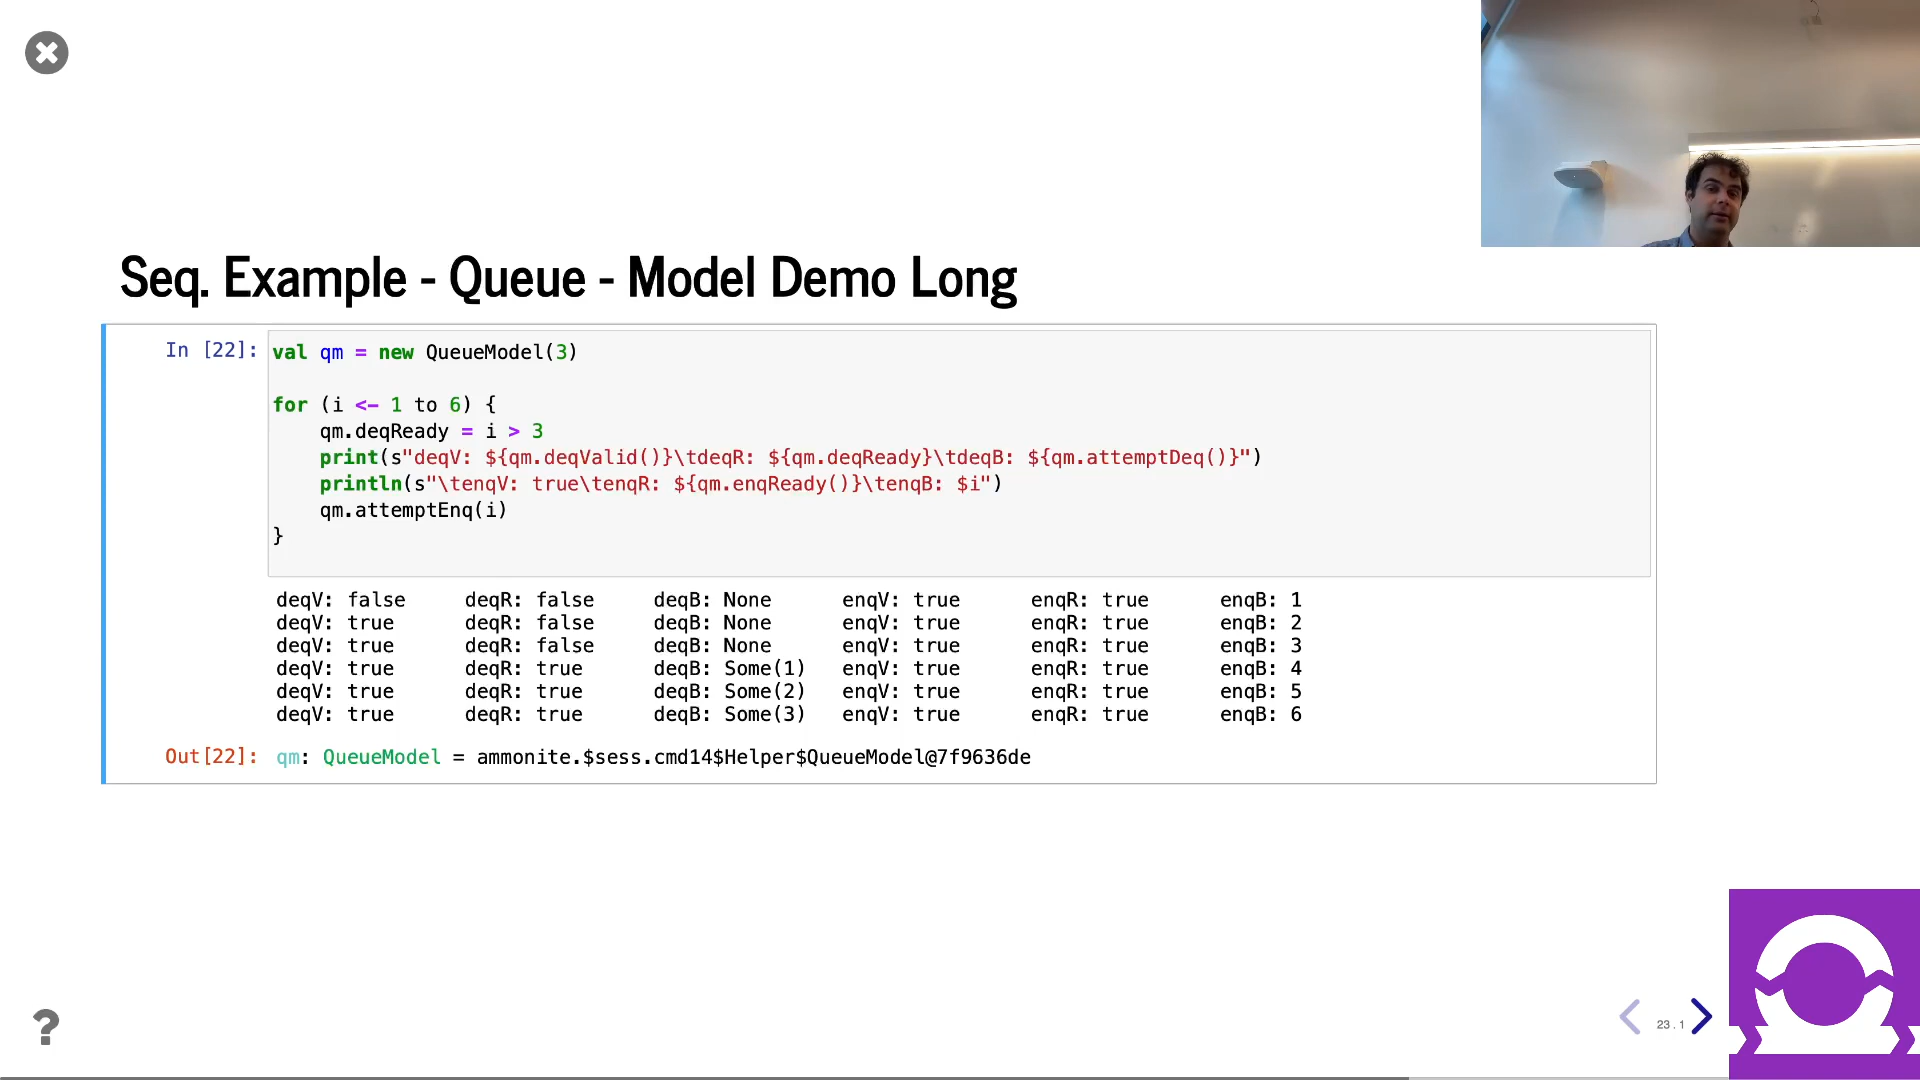 Seq. Example - Queue - Model Demo Long
In [22]: val qm = new QueueModel(3)
for (i <- 1 to 6) {
    qm.deqReady = i > 3
    print(s"deqV: ${qm.deqValid()}\tdeqR: ${qm.deqReady}\tdeqB: ${qm.attemptDeq()}")
    println(s"\tenqV: true\tenqR: ${qm.enqReady()}\tenqB: $i")
    qm.attemptEnq(i)
}
deqV: false deqR: false deqB: None enqV: true enqR: true enqB: 1
deqV: true deqR: false deqB: None enqV: true enqR: true enqB: 2
deqV: true deqR: false deqB: None enqV: true enqR: true enqB: 3
deqV: true deqR: true deqB: Some(1) enqV: true enqR: true enqB: 4
deqV: true deqR: true deqB: Some(2) enqV: true enqR: true enqB: 5
deqV: true deqR: true deqB: Some(3) enqV: true enqR: true enqB: 6
Out[22]: qm: QueueModel = ammonite.$sess.cmd14$Helper$QueueModel@7f9636de
?
23.1